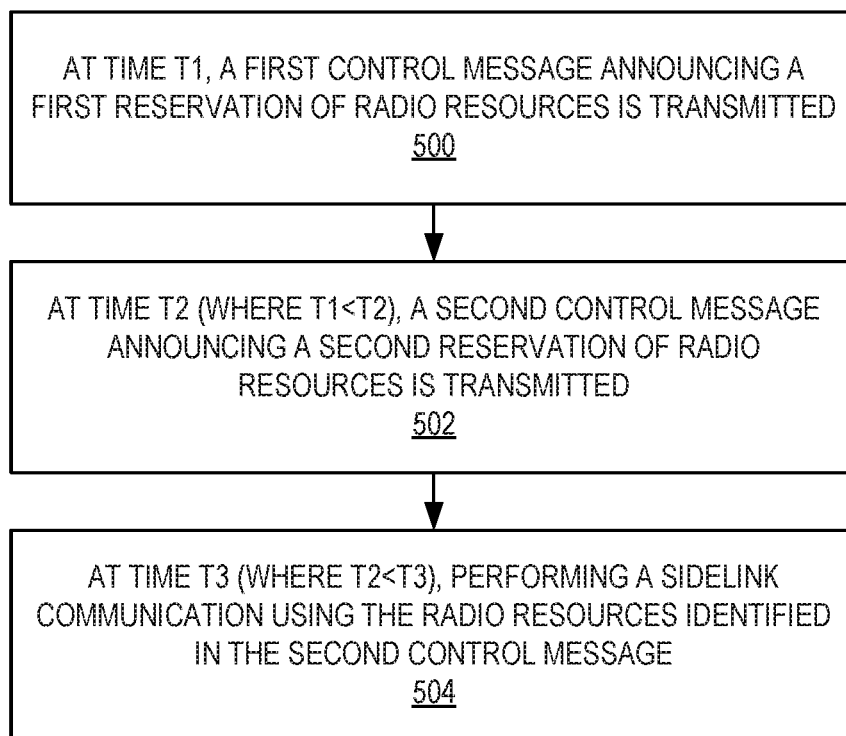 AT TIME T1, A FIRST CONTROL MESSAGE ANNOUNCING A
FIRST RESERVATION OF RADIO RESOURCES IS TRANSMITTED
500
AT TIME T2 (WHERE T1<T2), A SECOND CONTROL MESSAGE
ANNOUNCING A SECOND RESERVATION OF RADIO
RESOURCES IS TRANSMITTED
502
AT TIME T3 (WHERE T2<T3), PERFORMING A SIDELINK
COMMUNICATION USING THE RADIO RESOURCES IDENTIFIED
IN THE SECOND CONTROL MESSAGE
504